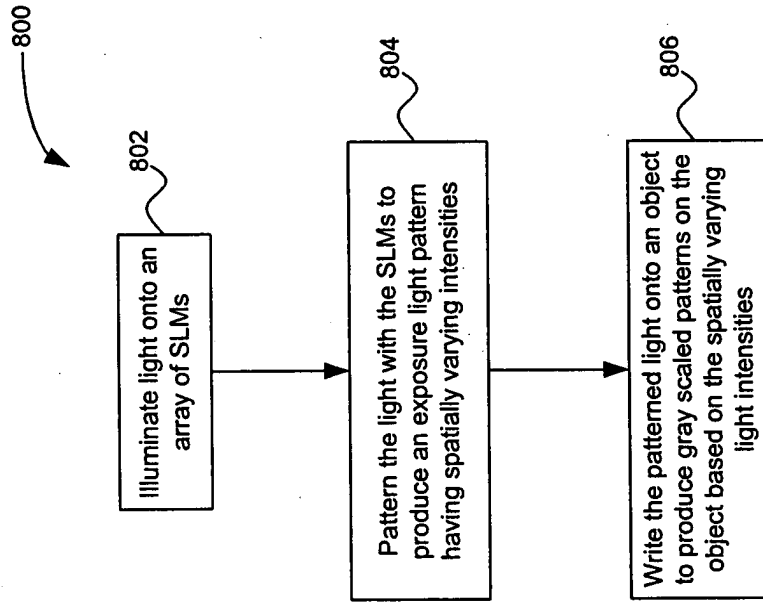 800
802
Illuminate light onto an
array of SLMs
804
Pattern the light with the SLMs to
produce an exposure light pattern
having spatially varying intensities
806
Write the patterned light onto an object
to produce gray scaled patterns on the
object based on the spatially varying
light intensities